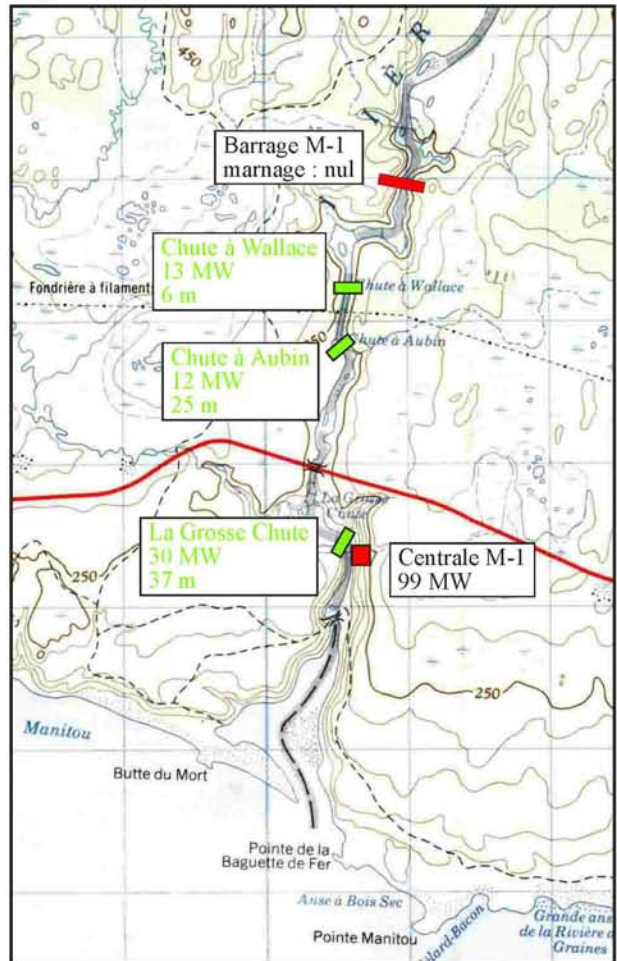 450
I È R
Barrage M-1
marnage : nul
Chute à Wallace
13 MW
6 m
Fondrière à filaments
Chute à Wallace
Chute à Aubin
12 MW
25 m
Chute à Aubin
La Grosse
Chute
La Grosse Chute
30 MW
37 m
Centrale M-1
99 MW
250
250
Manitou
Butte du Mort
Pointe de la
Baguette de Fer
Anse à Bois Sec
Pointe Manitou
Grande ans
de la Rivière a
Graines